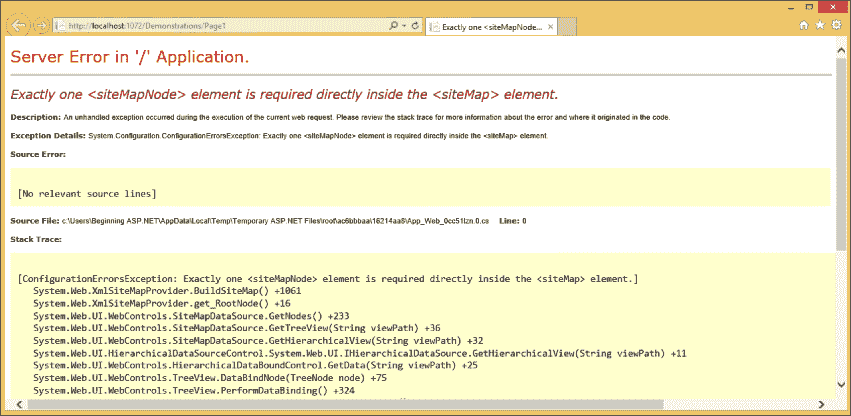 http://localhost:1072/Demonstrations/Page1
Exactly one <siteMapNode...
Server Error in '/' Application.
Exactly one <siteMapNode> element is required directly inside the <siteMap> element.
Description: An unhandled exception occurred during the execution of the current web request. Please review the stack trace for more information about the error and where it originated in the code.
Exception Details: System.Configuration.ConfigurationErrorsException: Exactly one <siteMapNode> element is required directly inside the <siteMap> element.
Source Error:
[No relevant source lines]
Source File: c:\Users\Beginning ASP.NET\AppData\Local\Temp\Temporary ASP.NET Files\root\ac6bbbaa\16214aa8\App_Web_0cc51lzn.0.cs Line: 0
Stack Trace:
[ConfigurationErrorsException: Exactly one <siteMapNode> element is required directly inside the <siteMap> element.]
System.Web.XmlSiteMapProvider.BuildSiteMap() +1061
System.Web.XmlSiteMapProvider.get_RootNode() +16
System.Web.UI.WebControls.SiteMapDataSource.GetNodes() +233
System.Web.UI.WebControls.SiteMapDataSource.GetTreeView(String viewPath) +36
System.Web.UI.WebControls.SiteMapDataSource.GetHierarchicalView(String viewPath) +32
System.Web.UI.HierarchicalDataSourceControl.System.Web.UI.IHierarchicalDataSource.GetHierarchicalView(String viewPath) +11
System.Web.UI.WebControls.HierarchicalDataBoundControl.GetData(String viewPath) +25
System.Web.UI.WebControls.TreeView.DataBindNode(TreeNode node) +75
System.Web.UI.WebControls.TreeView.PerformDataBinding() +324